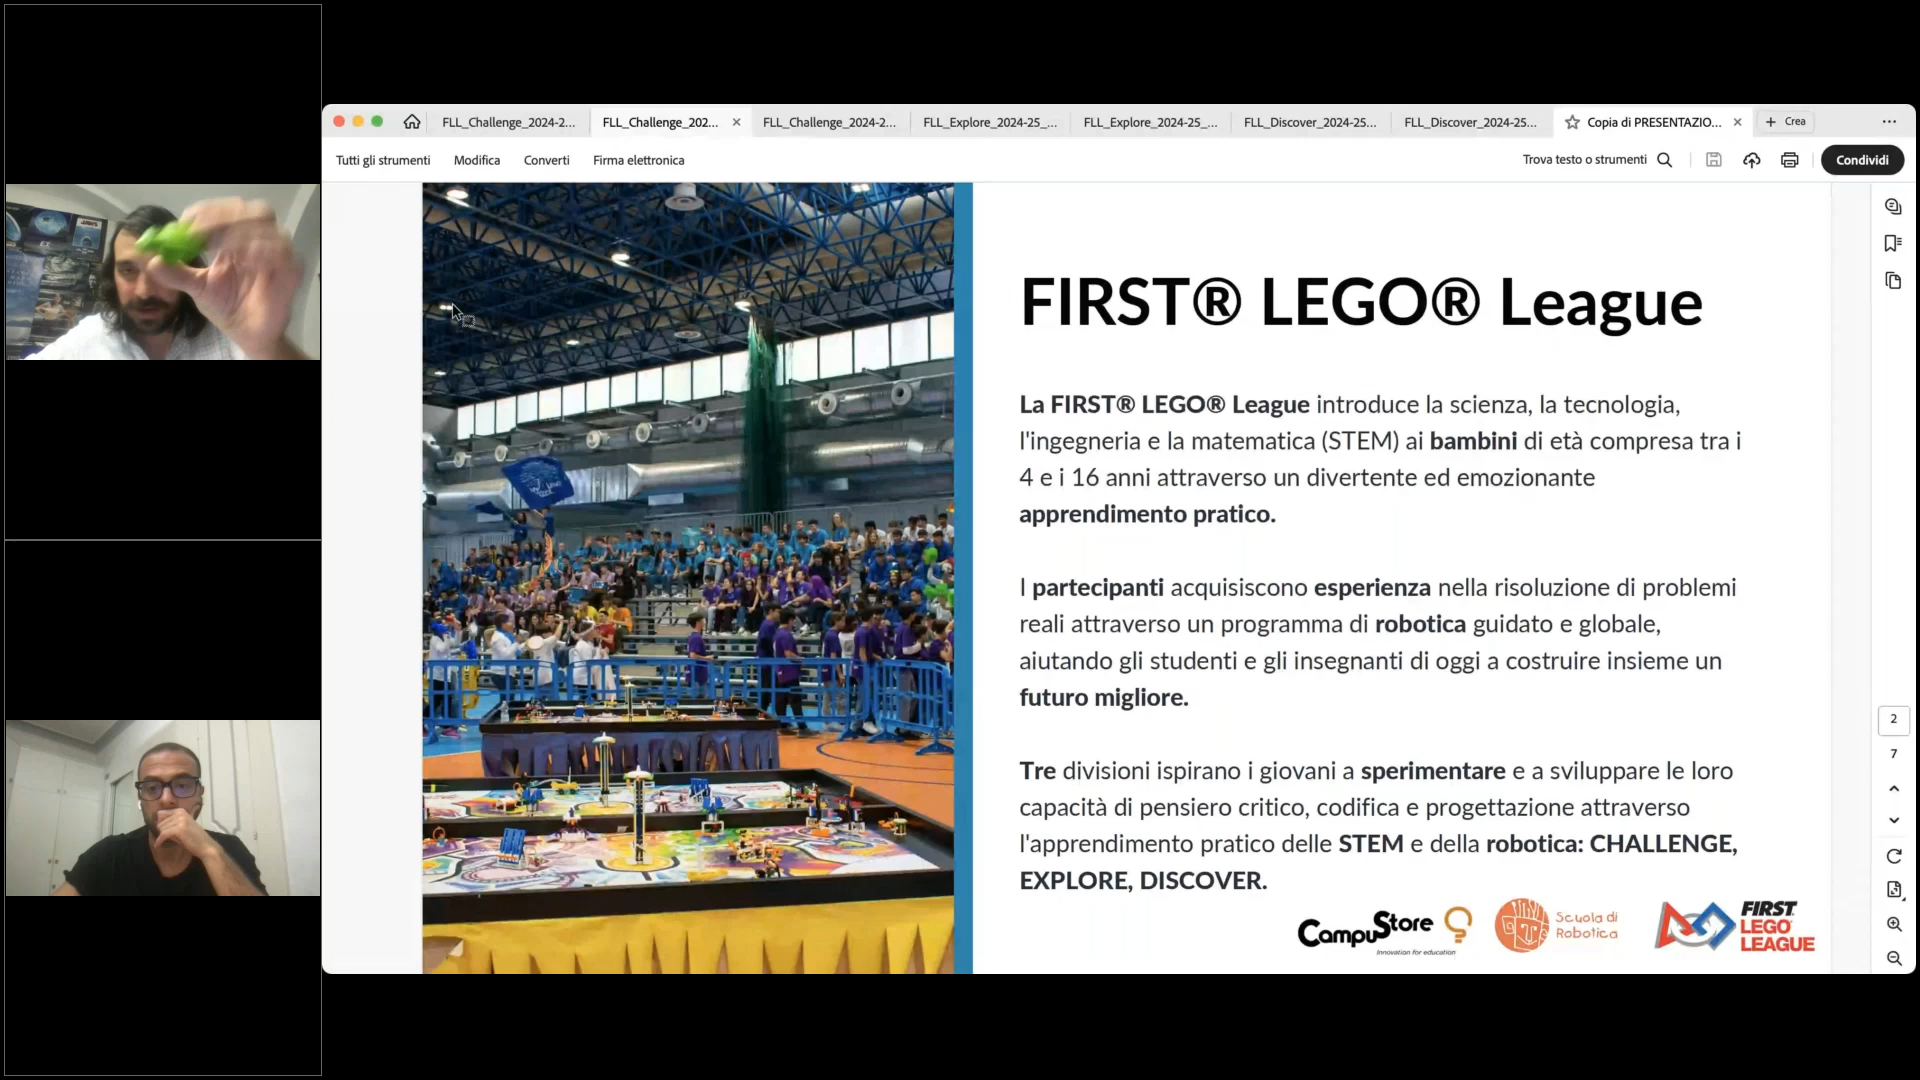 FLL_Challenge_2024-2...
FLL_Challenge_202...
FLL_Challenge_2024-2...
FLL_Explore_2024-25_...
FLL_Explore_2024-25_...
FLL_Discover_2024-25...
FLL_Discover_2024-25...
Copia di PRESENTAZIO...
Crea
Tutti gli strumenti
Modifica
Converti
Firma elettronica
Trova testo o strumenti
Condividi
FIRST® LEGO® League
La FIRST® LEGO® League introduce la scienza, la tecnologia,
l'ingegneria e la matematica (STEM) ai bambini di età compresa tra i
4 e i 16 anni attraverso un divertente ed emozionante
apprendimento pratico.
I partecipanti acquisiscono esperienza nella risoluzione di problemi
reali attraverso un programma di robotica guidato e globale,
aiutando gli studenti e gli insegnanti di oggi a costruire insieme un
futuro migliore.
Tre divisioni ispirano i giovani a sperimentare e a sviluppare le loro
capacità di pensiero critico, codifica e progettazione attraverso
l'apprendimento pratico delle STEM e della robotica: CHALLENGE,
EXPLORE, DISCOVER.
CampuStore
Innovation for education
Scuola di
Robotica
FIRST
LEGO
LEAGUE
2
7